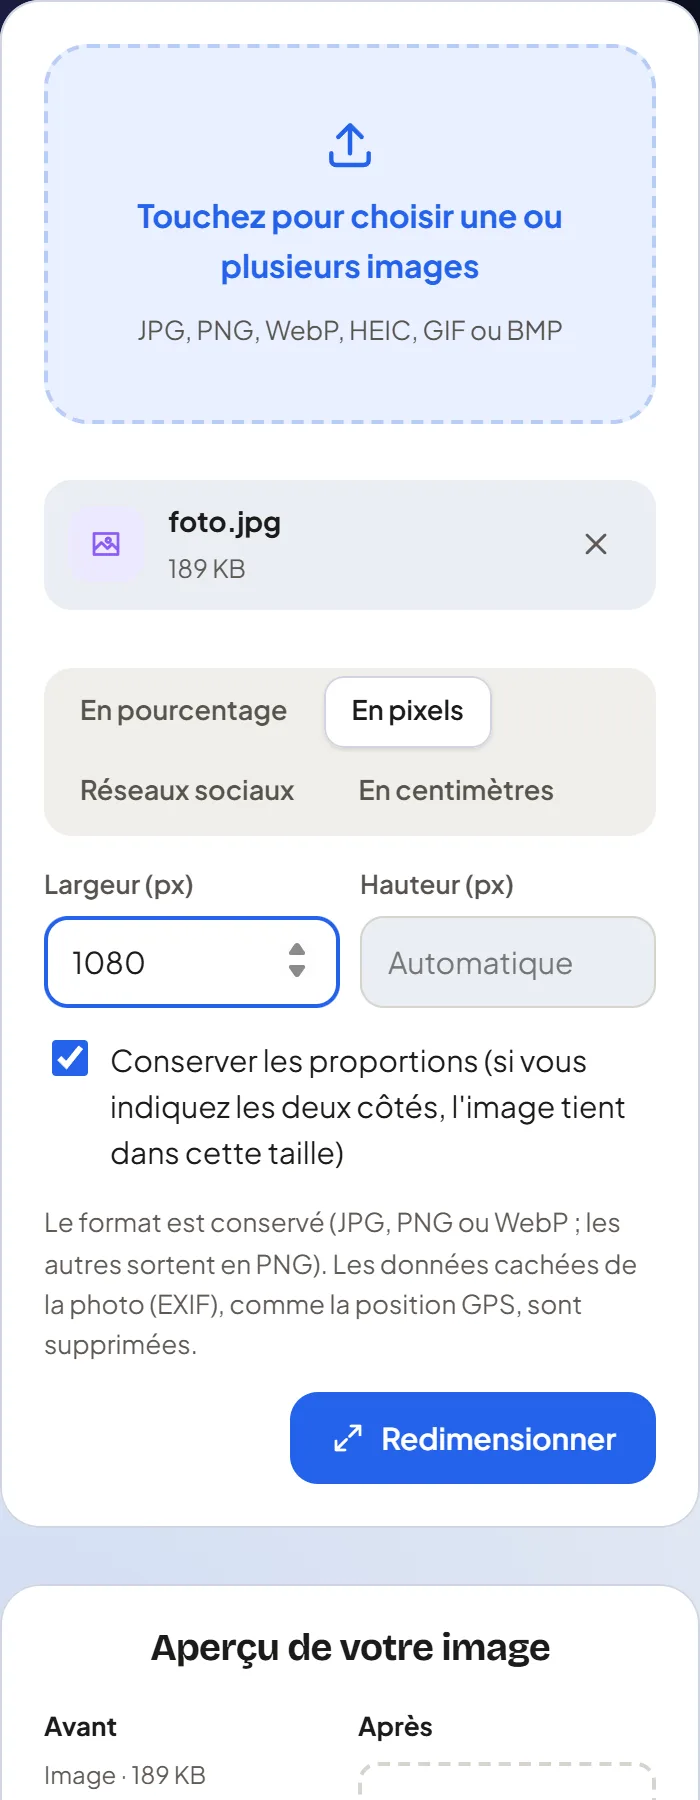 Touchez pour choisir une ou
plusieurs images
JPG, PNG, WebP, HEIC, GIF ou BMP
foto.jpg
189 KB
En pourcentage
En pixels
Réseaux sociaux
En centimètres
Largeur (px)
Hauteur (px)
1080
Automatique
Conserver les proportions (si vous
indiquez les deux côtés, l'image tient
dans cette taille)
Le format est conservé (JPG, PNG ou WebP ; les
autres sortent en PNG). Les données cachées de
la photo (EXIF), comme la position GPS, sont
supprimées.
Redimensionner
Aperçu de votre image
Avant
Après
Image · 189 KB